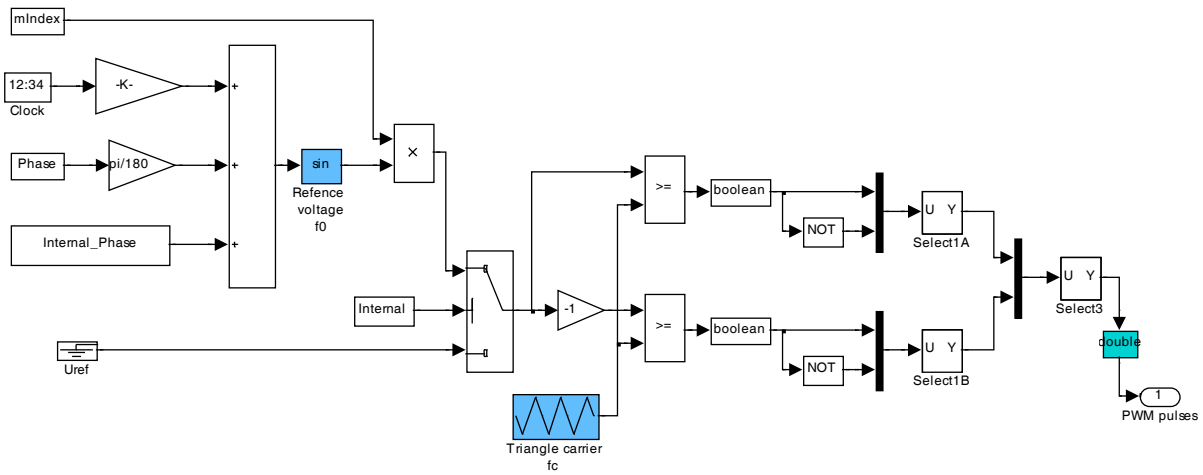 mIndex
12:34
Clock
-K-
Phase
pi/180
Internal_Phase
+
+
+
sin
Refence
voltage
f0
×
Internal
Uref
-1
Triangle carrier
fc
>=
>=
boolean
NOT
boolean
NOT
U Y
Select1A
U Y
Select1B
U Y
Select3
double
1
PWM pulses